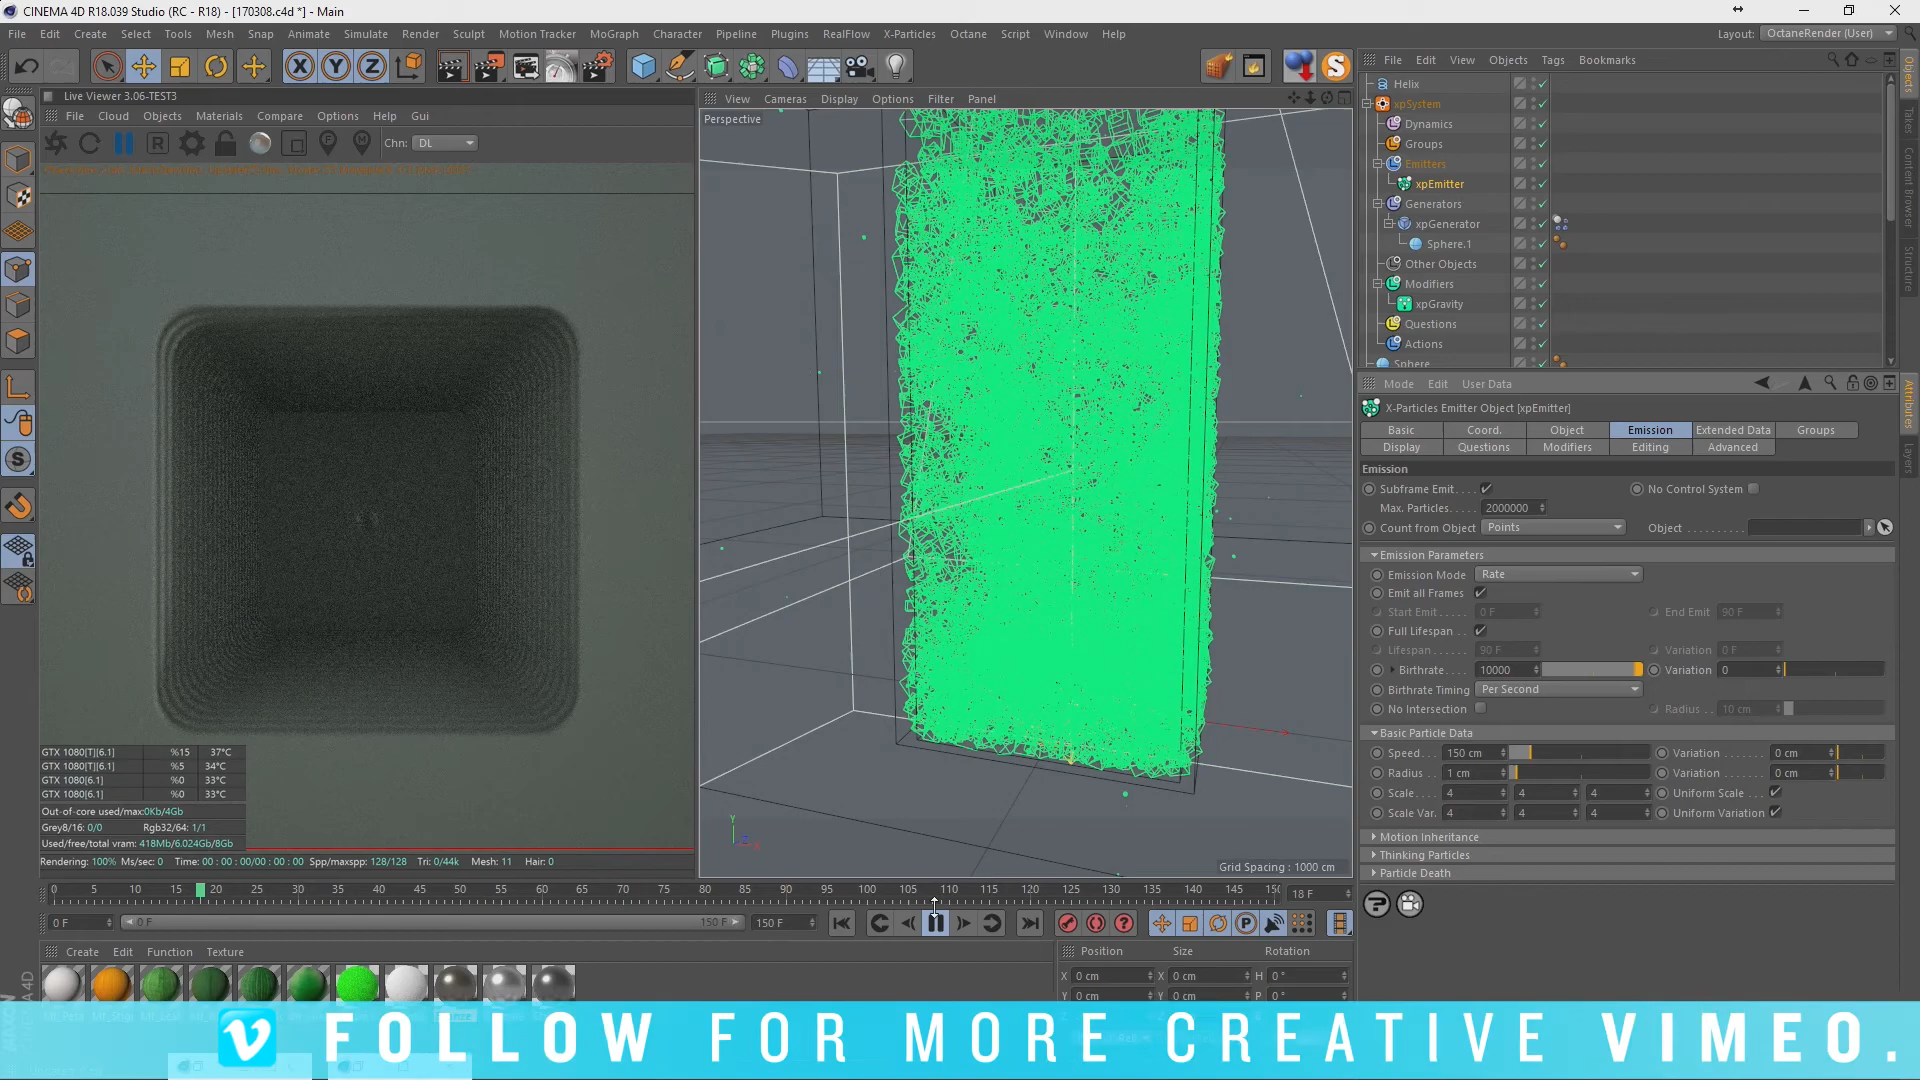 CINEMA 4D R18.039 Studio (RC - R18) - [170308.c4d *] - Main
File Edit Create Select Tools Mesh Snap Animate Simulate Render Sculpt Motion Tracker MoGraph Character Pipeline Plugins RealFlow X-Particles Octane Script Window Help
Layout: OctaneRender (User)
Live Viewer 3.06-TEST3
File Cloud Objects Materials Compare Options Help Gui
Chn: DL
GTX 1080[T][6.1] %15 37°C
GTX 1080[T][6.1] %5 34°C
GTX 1080[6.1] %0 33°C
GTX 1080[6.1] %0 33°C
Out-of-core used/max:0Kb/4Gb
Grey8/16: 0/0 Rgb32/64: 1/1
Used/free/total vram: 418Mb/6.024Gb/8Gb
Rendering: 100% Ms/sec: 0 Time: 00 : 00 : 00/00 : 00 : 00 Spp/maxspp: 128/128 Tri: 0/44k Mesh: 11 Hair: 0
View Cameras Display Options Filter Panel
Perspective
Y
Z
X
Grid Spacing : 1000 cm
File Edit View Objects Tags Bookmarks
Helix
xpSystem
Dynamics
Groups
Emitters
xpEmitter
Generators
xpGenerator
Sphere.1
Other Objects
Modifiers
xpGravity
Questions
Actions
Sphere
Objects
Takes
Content Browser
Structure
Attributes
Layers
Mode Edit User Data
X-Particles Emitter Object [xpEmitter]
Basic Coord. Object Emission Extended Data Groups
Display Questions Modifiers Editing Advanced
Emission
Subframe Emit. . . . No Control System
Max. Particles. . . . . 2000000
Count from Object Points Object . . . . . . . . .
Emission Parameters
Emission Mode Rate
Emit all Frames
Start Emit. . . . . 0 F End Emit 90 F
Full Lifespan . .
Lifespan . . . . . 90 F Variation 0 F
Birthrate. . . . 10000 Variation 0
Birthrate Timing Per Second
No Intersection Radius . . 10 cm
Basic Particle Data
Speed. . 150 cm Variation . . . . . . . 0 cm
Radius . . 1 cm Variation . . . . . . . 0 cm
Scale. . . 4 4 4 Uniform Scale . . .
Scale Var. 4 4 4 Uniform Variation
Motion Inheritance
Thinking Particles
Particle Death
0 5 10 15 20 25 30 35 40 45 50 55 60 65 70 75 80 85 90 95 100 105 110 115 120 125 130 135 140 145 150
18 F
0 F 0 F 150 F 150 F
Create Edit Function Texture
Position Size Rotation
X 0 cm X 0 cm H 0 °
Y 0 cm Y 0 cm P 0 °
MAXON CINEMA 4D
FOLLOW FOR MORE CREATIVE VIMEO.